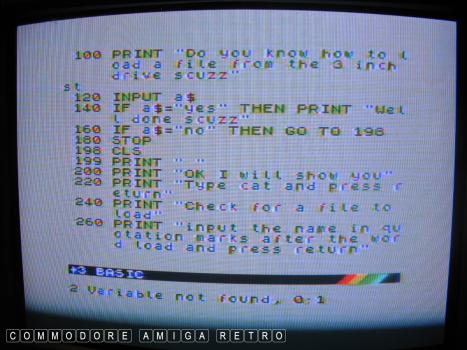 100 PRINT "Do you know how to l
oad a file from the 3 inch
drive scuzz"
st
120 INPUT a$
140 IF a$="yes" THEN PRINT "Wel
l done scuzz"
160 IF a$="no" THEN GO TO 198
180 STOP
198 CLS
199 PRINT " "
200 PRINT "OK I will show you"
220 PRINT "Type cat and press r
eturn"
240 PRINT "Check for a file to
load"
260 PRINT "input the name in qu
otation marks after the wor
d load and press return"
+3 BASIC
2 Variable not found, 0:1
COMMODORE AMIGA RETRO